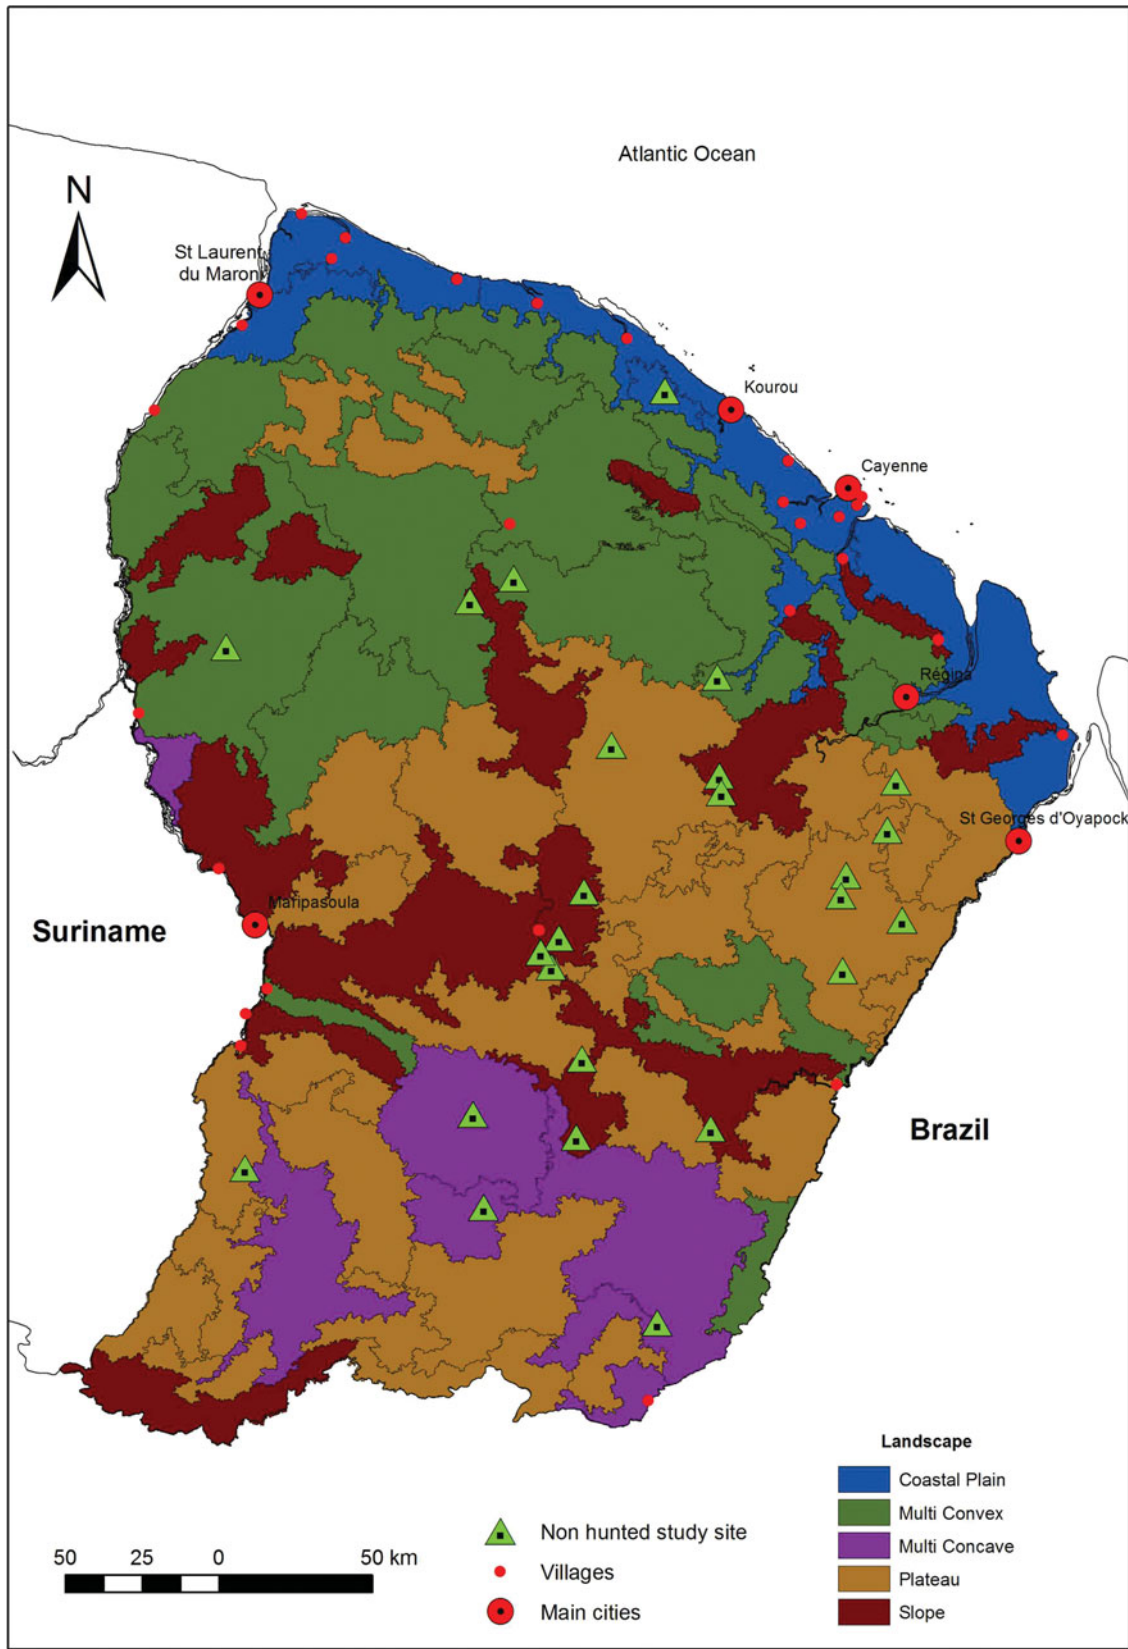 Atlantic Ocean
N
St Laurent
du Maroni
Kourou
Cayenne
Régina
St Georges d'Oyapock
Maripasoula
Suriname
Brazil
Landscape
Coastal Plain
Multi Convex
Multi Concave
Plateau
Slope
Non hunted study site
Villages
Main cities
50 25 0 50 km